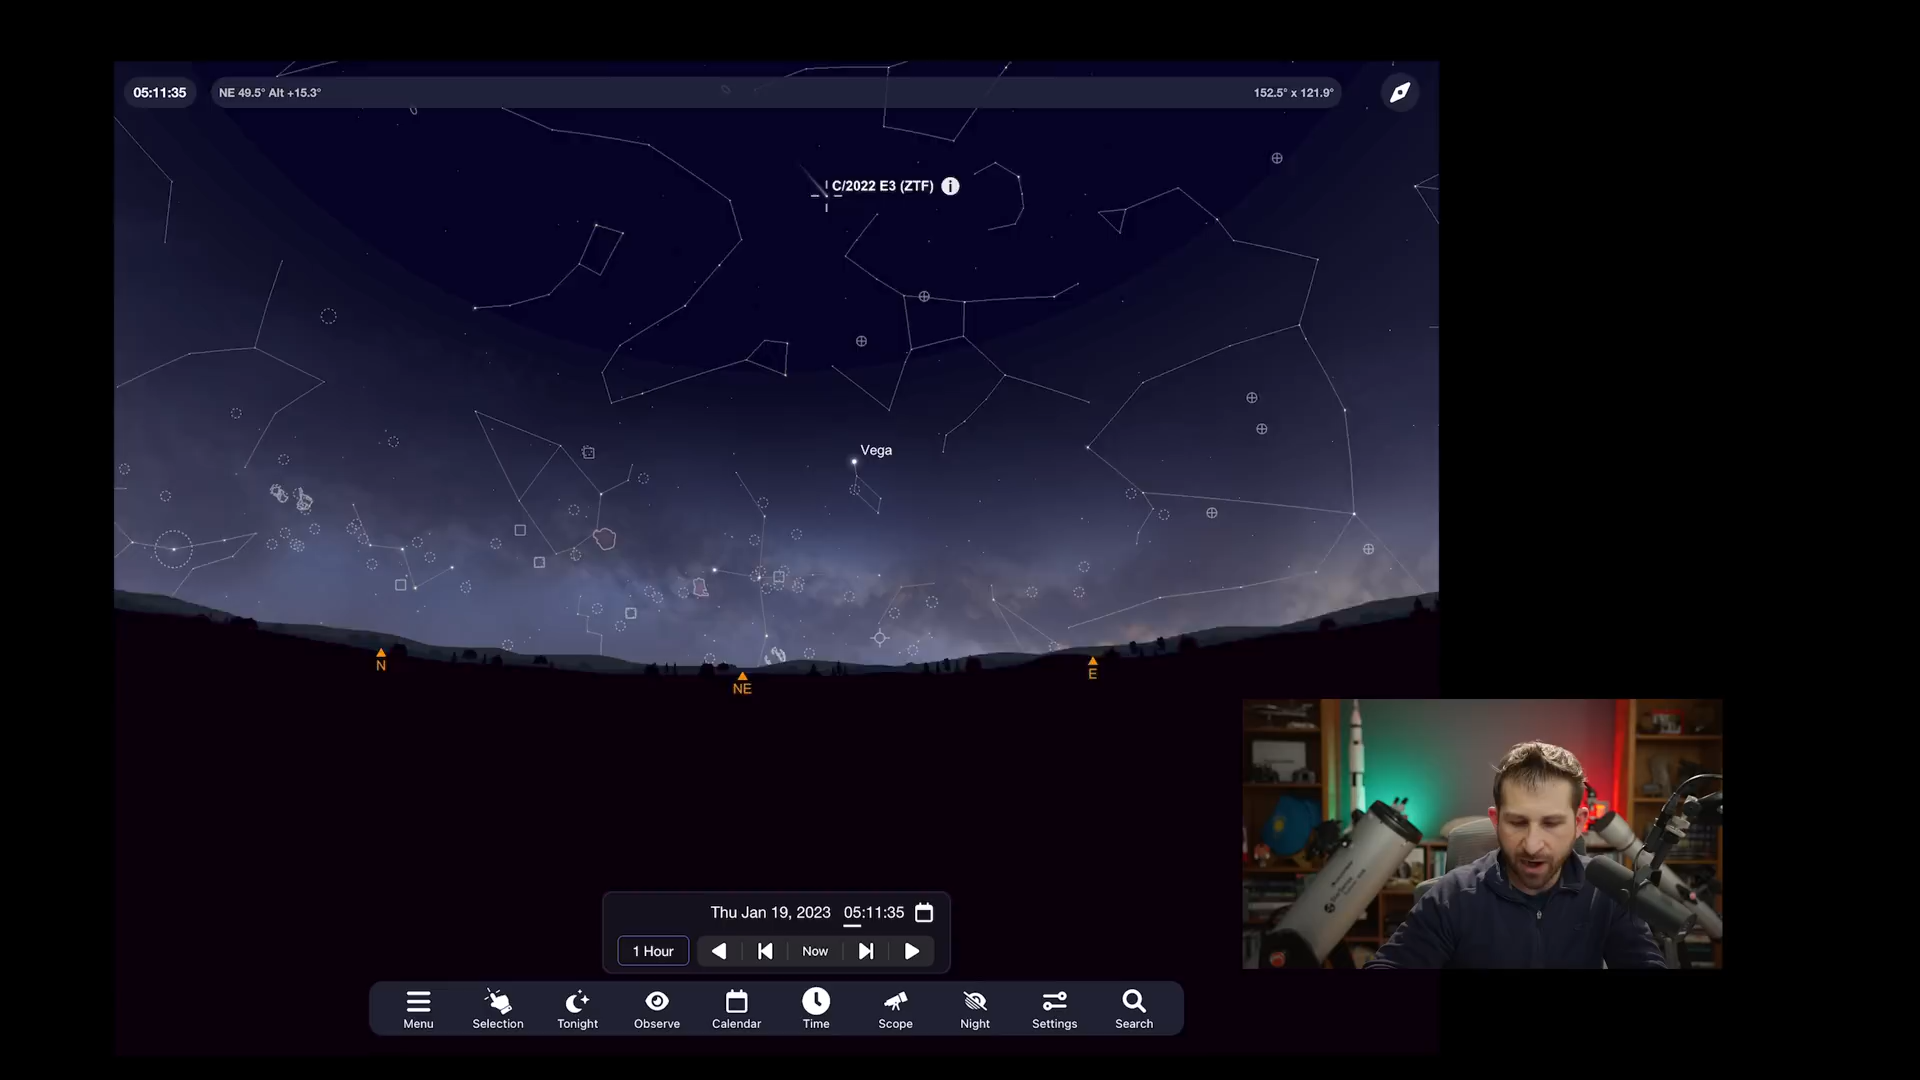 05:11:35
NE 49.5° Alt +15.3°
152.5° x 121.9°
C/2022 E3 (ZTF)
Vega
N
NE
E
Thu Jan 19, 2023 05:11:35
1 Hour
Now
Menu
Selection
Tonight
Observe
Calendar
Time
Scope
Night
Settings
Search